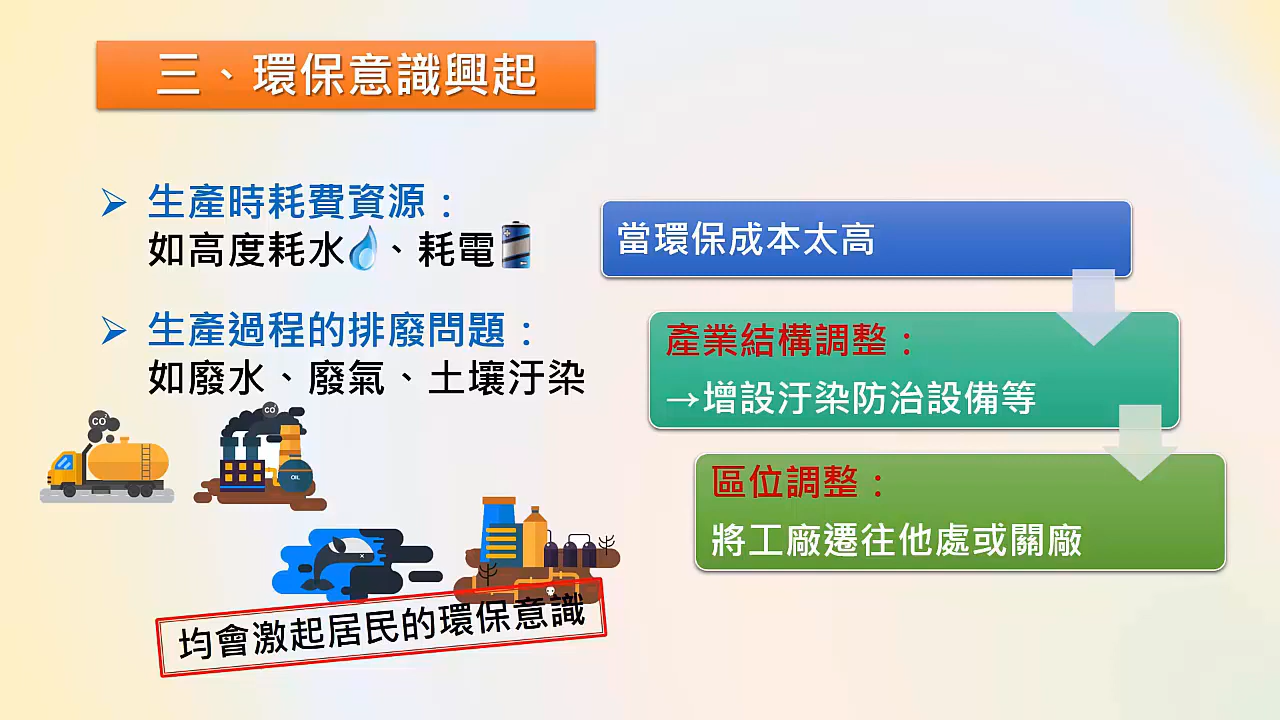 三、環保意識興起
生產時耗費資源：
如高度耗水、耗電
生產過程的排廢問題：
如廢水、廢氣、土壤汙染
CO
CO
OIL
均會激起居民的環保意識
當環保成本太高
產業結構調整：
→增設汙染防治設備等
區位調整：
將工廠遷往他處或關廠